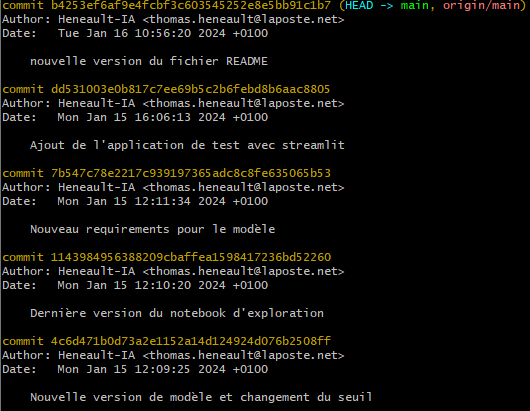 commit b4253ef6af9e4fcbf3c603545252e8e5bb91c1b7 (HEAD -> main, origin/main)
Author: Heneault-IA <thomas.heneault@laposte.net>
Date:   Tue Jan 16 10:56:20 2024 +0100
nouvelle version du fichier README
commit dd531003e0b817c7ee69b5c2b6febd8b6aac8805
Author: Heneault-IA <thomas.heneault@laposte.net>
Date:   Mon Jan 15 16:06:13 2024 +0100
Ajout de l'application de test avec streamlit
commit 7b547c78e2217c939197365adc8c8fe635065b53
Author: Heneault-IA <thomas.heneault@laposte.net>
Date:   Mon Jan 15 12:11:34 2024 +0100
Nouveau requirements pour le modèle
commit 1143984956388209cbaffea1598417236bd52260
Author: Heneault-IA <thomas.heneault@laposte.net>
Date:   Mon Jan 15 12:10:20 2024 +0100
Dernière version du notebook d'exploration
commit 4c6d471b0d73a2e1152a14d124924d076b2508ff
Author: Heneault-IA <thomas.heneault@laposte.net>
Date:   Mon Jan 15 12:09:25 2024 +0100
Nouvelle version de modèle et changement du seuil